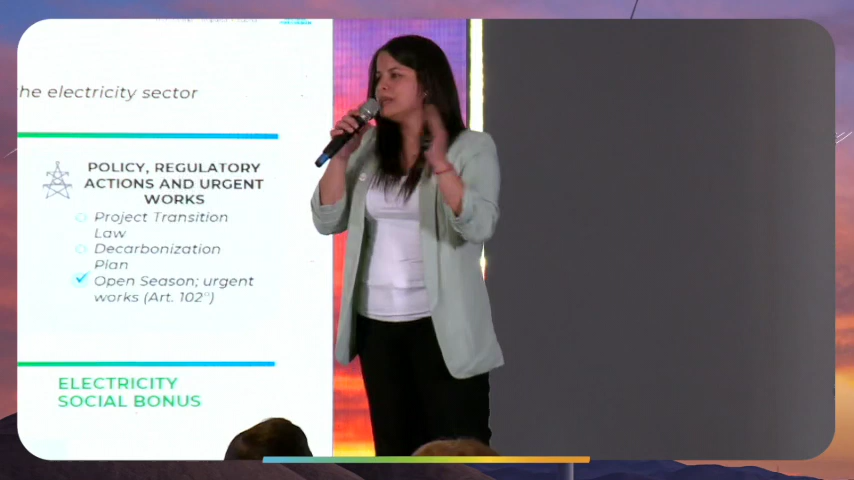 the electricity sector
POLICY, REGULATORY
ACTIONS AND URGENT
WORKS
Project Transition
Law
Decarbonization
Plan
Open Season; urgent
works (Art. 102°)
ELECTRICITY
SOCIAL BONUS